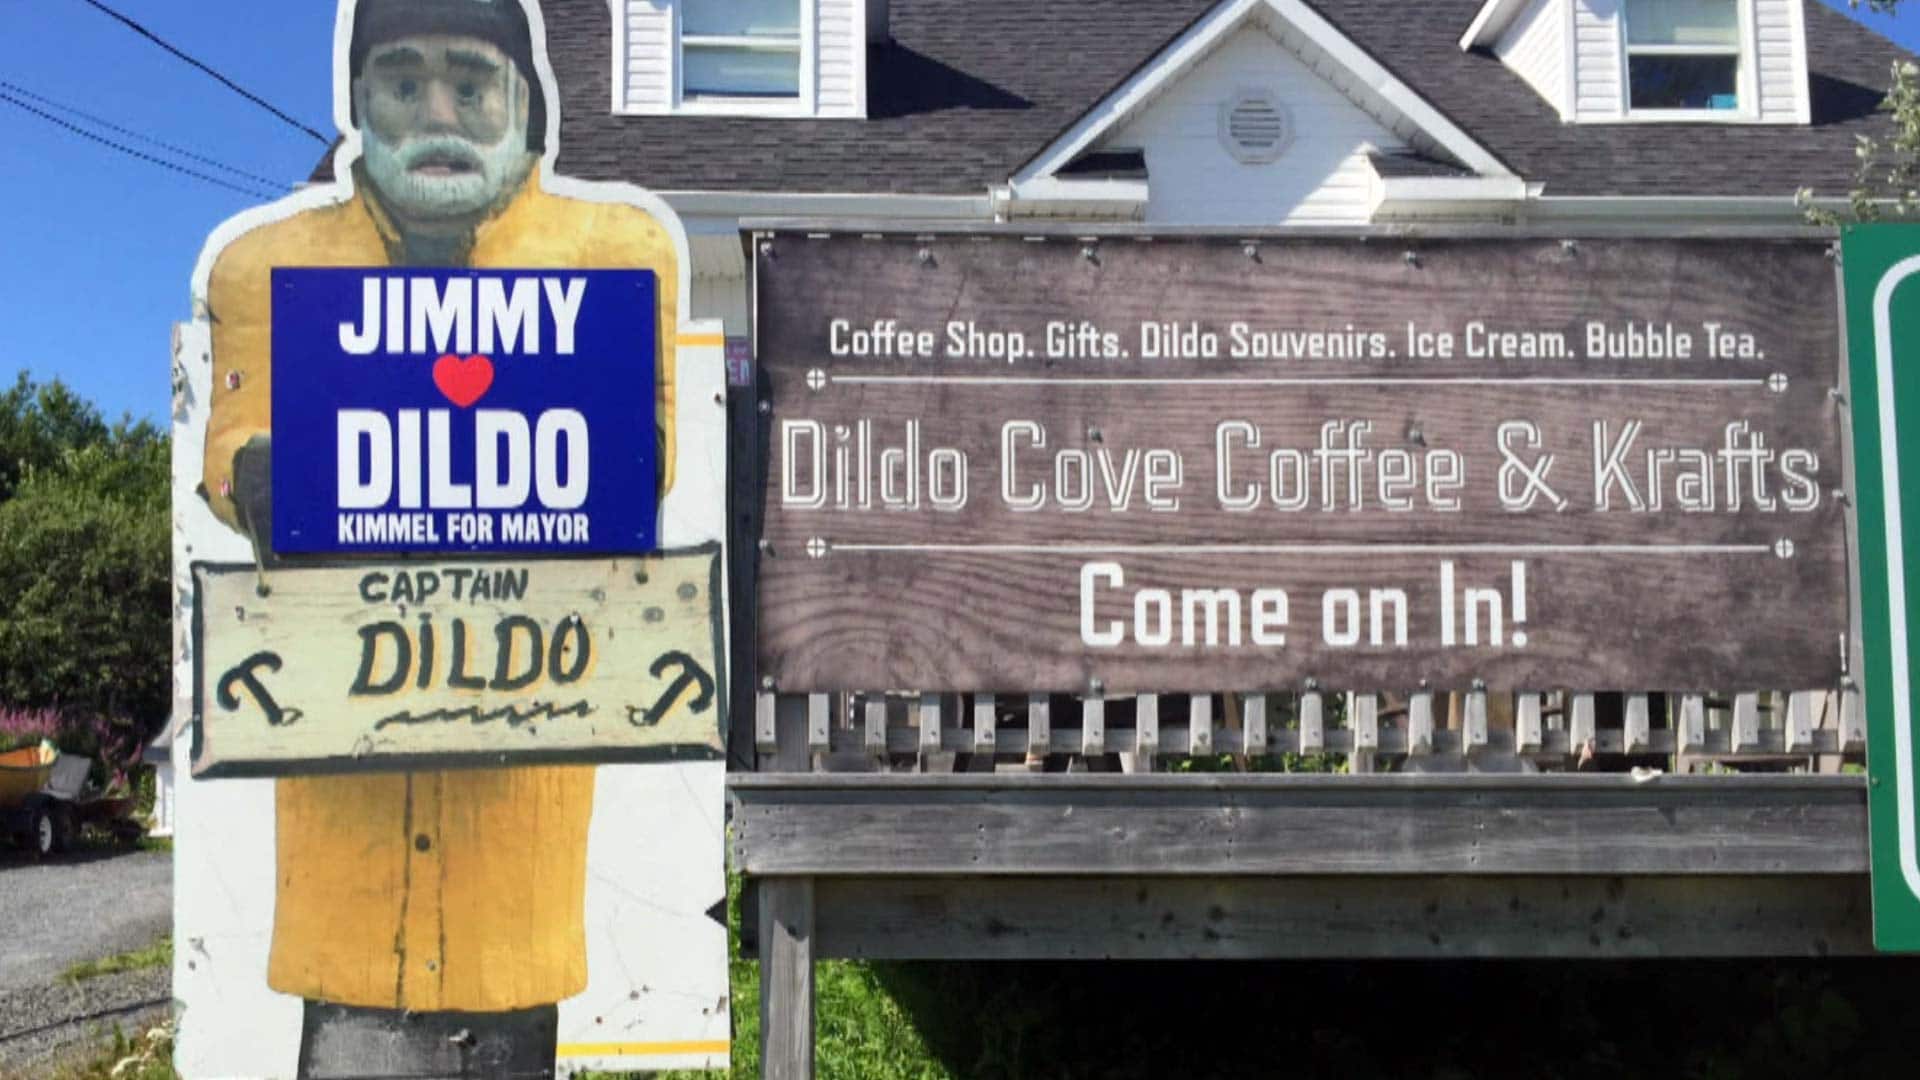 JIMMY
DILDO
KIMMEL FOR MAYOR
CAPTAIN
DILDO
Coffee Shop. Gifts. Dildo Souvenirs. Ice Cream. Bubble Tea.
Dildo Cove Coffee & Krafts
Come on In!